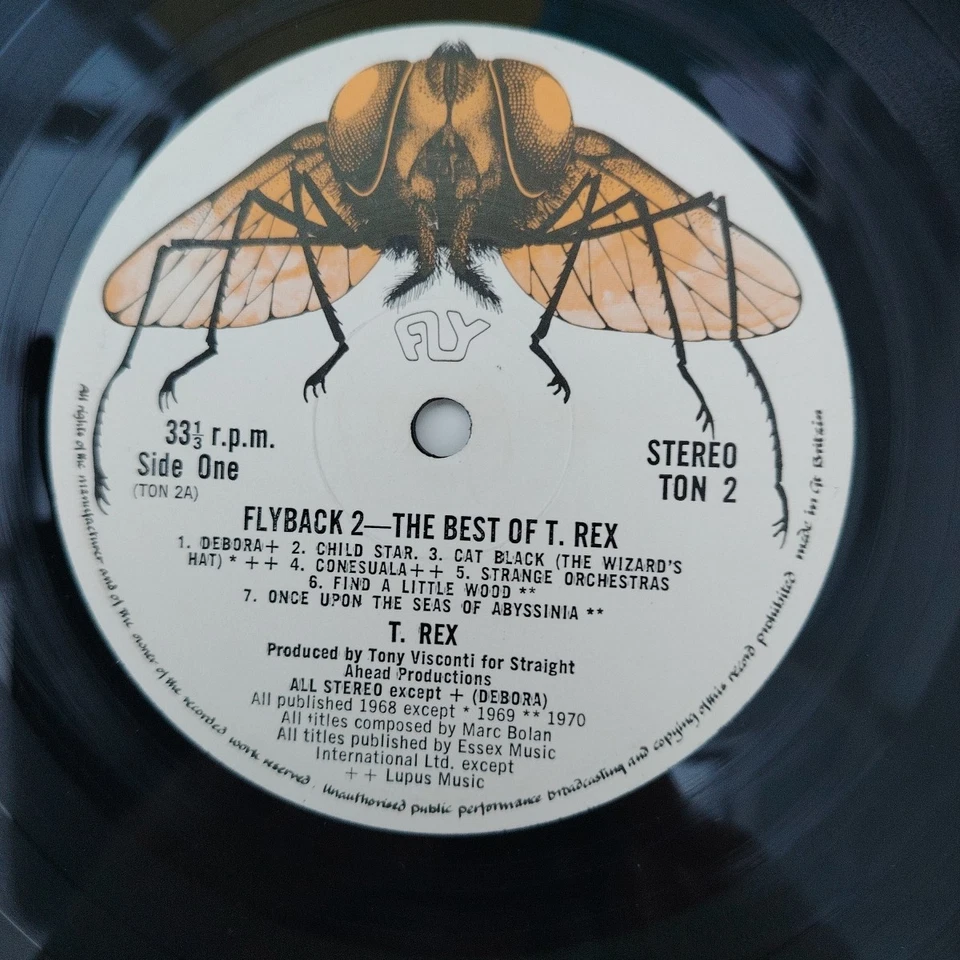 FLY
33⅓ r.p.m.
Side One
(TON 2A)
STEREO
TON 2
FLYBACK 2—THE BEST OF T. REX
1. DEBORA+ 2. CHILD STAR. 3. CAT BLACK (THE WIZARD'S
HAT) * ++ 4. CONESUALA++ 5. STRANGE ORCHESTRAS
6. FIND A LITTLE WOOD **
7. ONCE UPON THE SEAS OF ABYSSINIA **
T. REX
Produced by Tony Visconti for Straight
Ahead Productions
ALL STEREO except + (DEBORA)
All published 1968 except * 1969 ** 1970
All titles composed by Marc Bolan
All titles published by Essex Music
International Ltd. except
++ Lupus Music
All rights of the manufacturer and of the owner of the recorded work reserved. Unauthorised public performance broadcasting and copying of this record prohibited made in Gt Britain